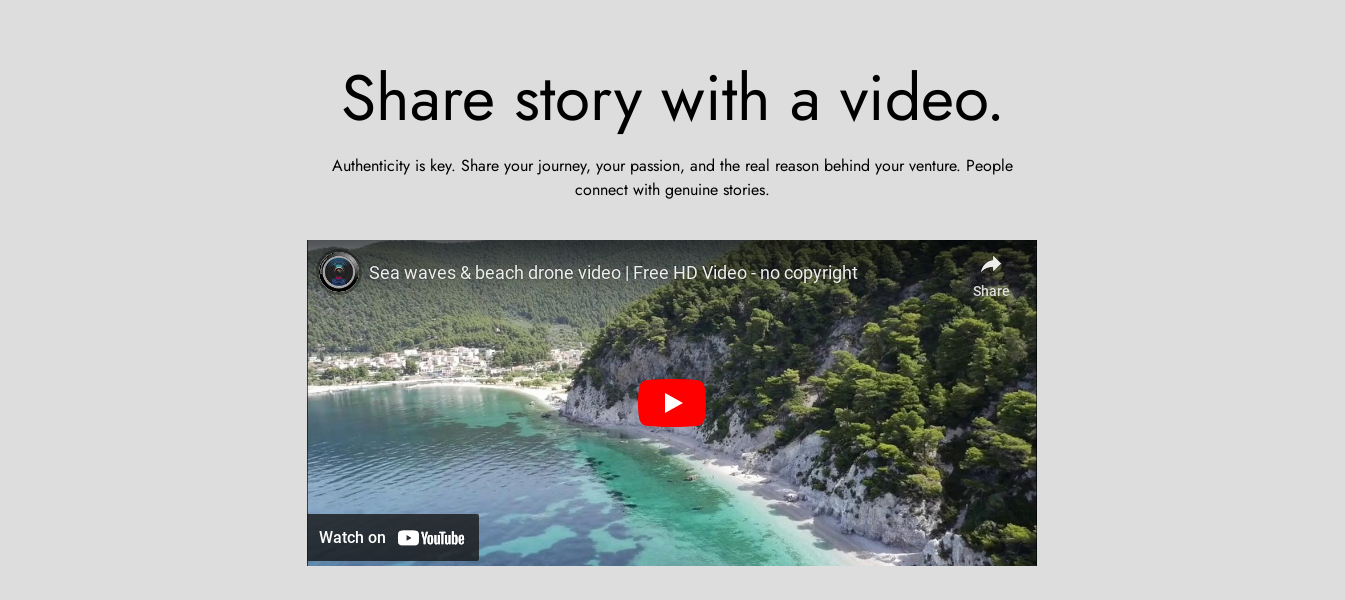 Share story with a video.
Authenticity is key. Share your journey, your passion, and the real reason behind your venture. People
connect with genuine stories.
Sea waves & beach drone video | Free HD Video - no copyright
Share
Watch on YouTube